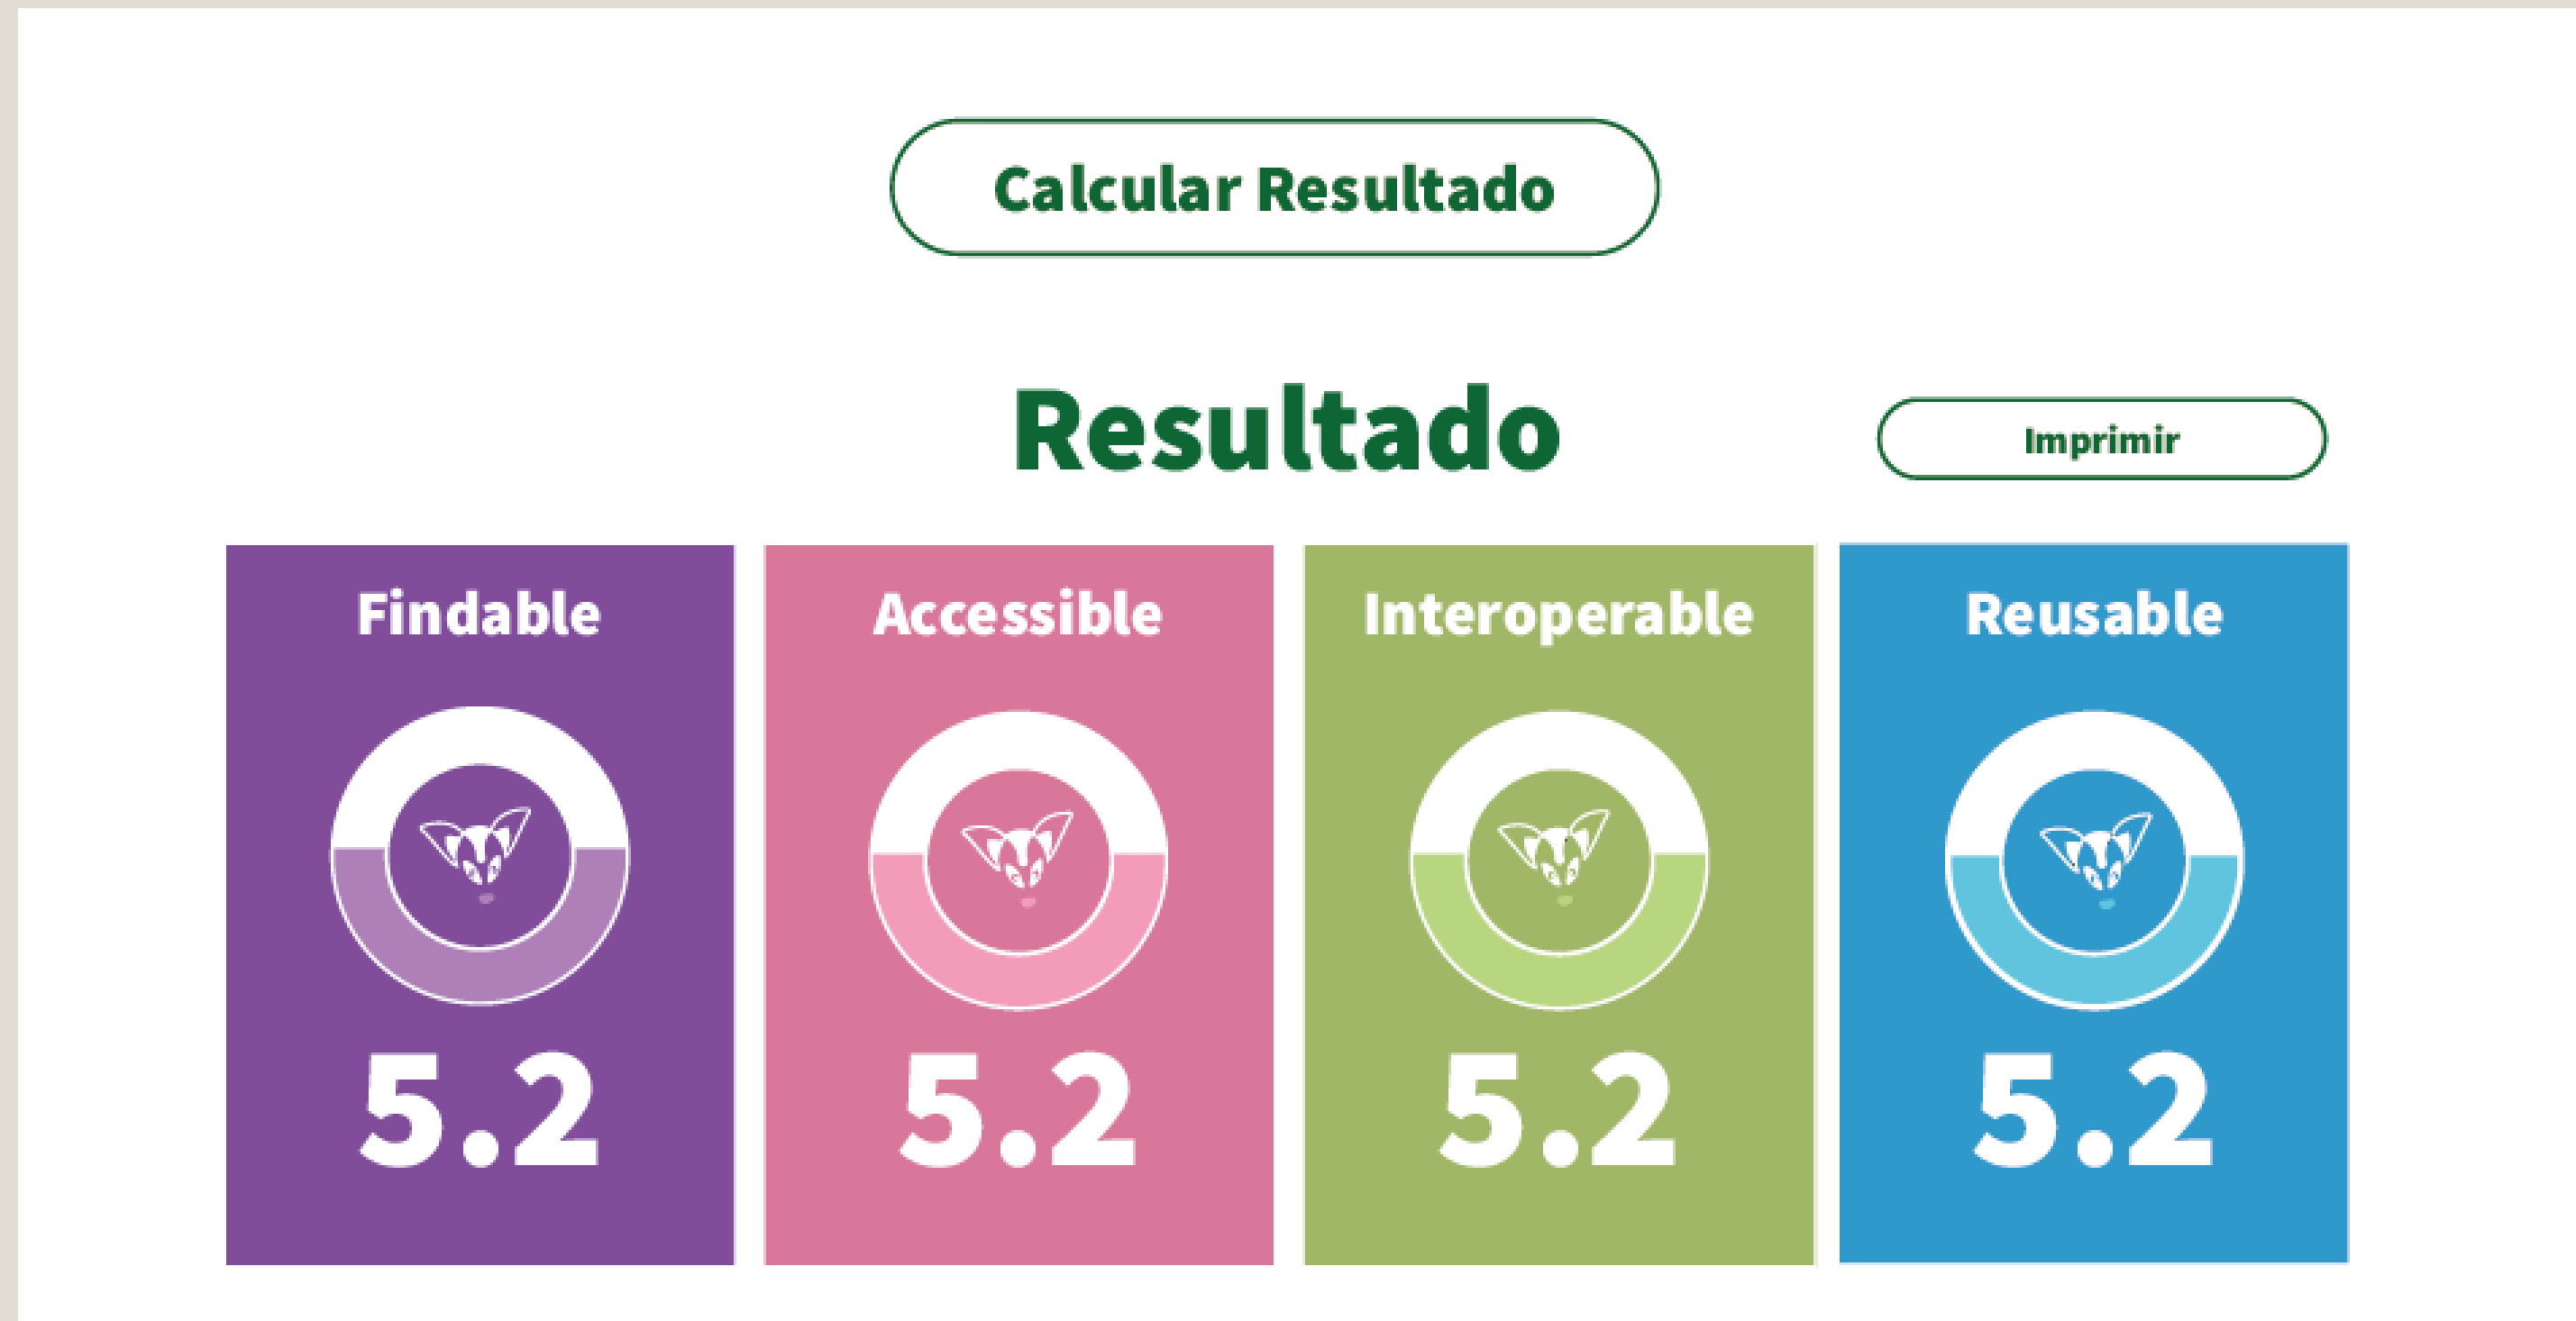 Calcular Resultado
Resultado
Imprimir
Findable
Accessible
Interoperable
Reusable
5.2
5.2
5.2
5.2